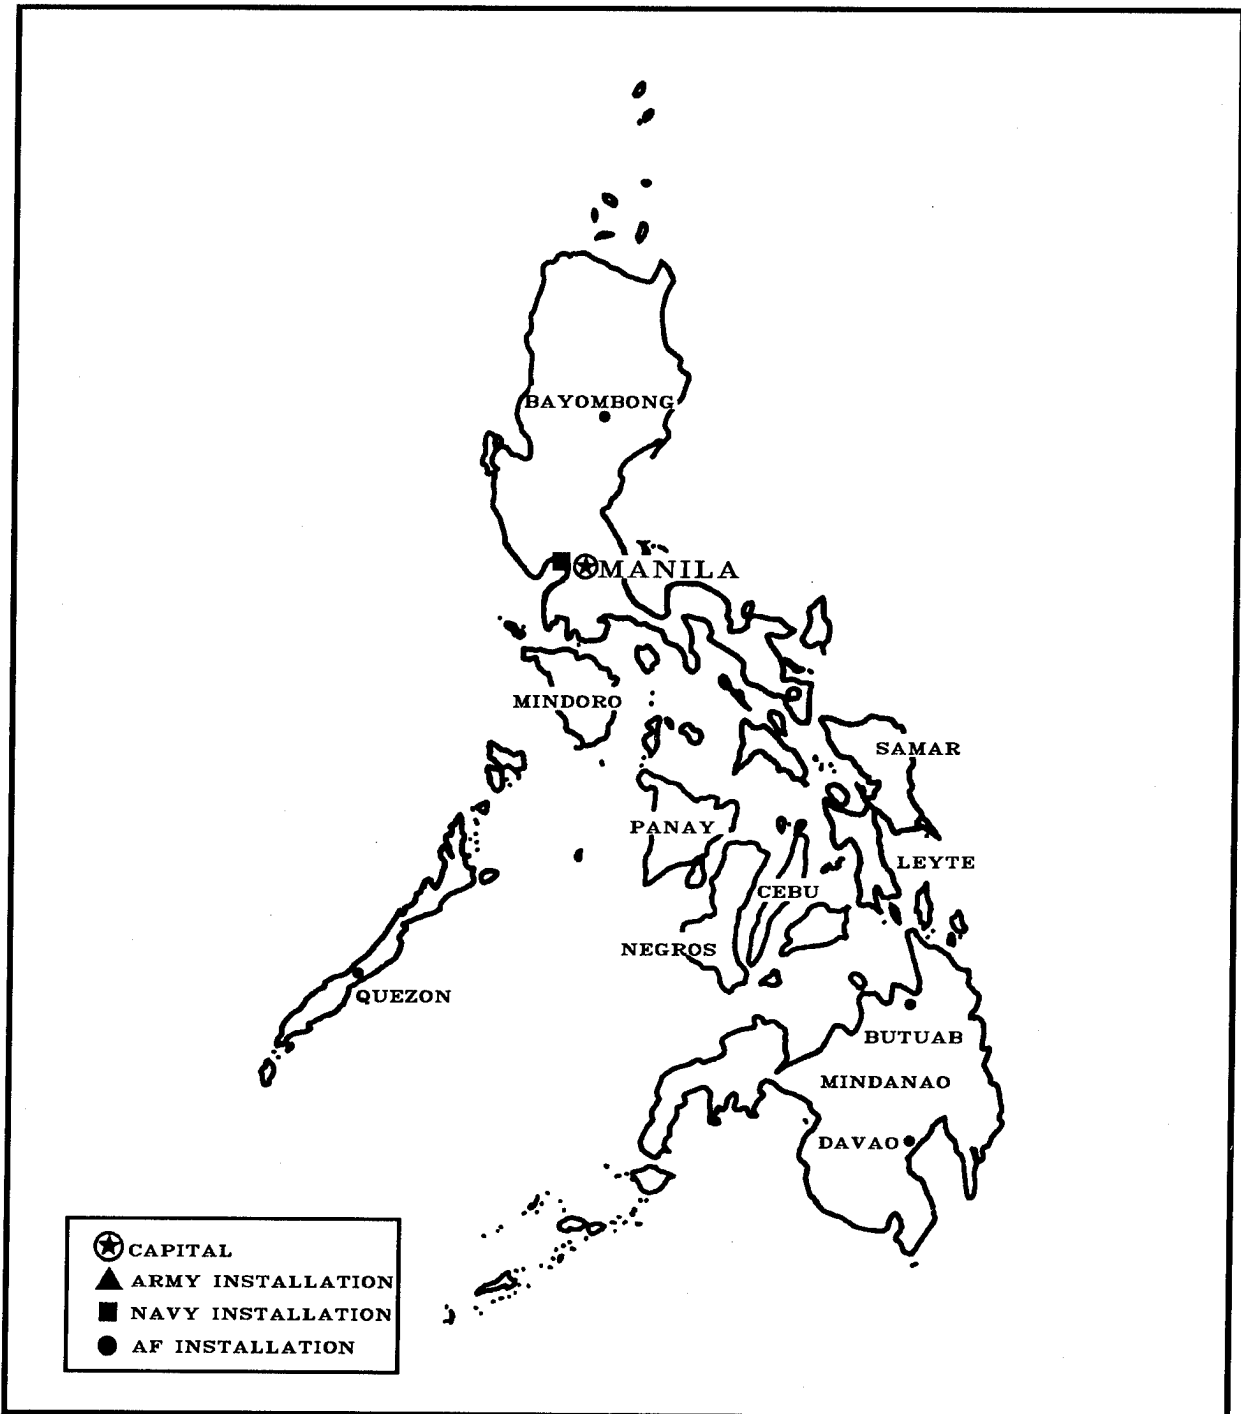 BAYOMBONG
MANILA
MINDORO
SAMAR
PANAY
LEYTE
CEBU
NEGROS
QUEZON
BUTUAB
MINDANAO
DAVAO
CAPITAL
ARMY INSTALLATION
NAVY INSTALLATION
AF INSTALLATION